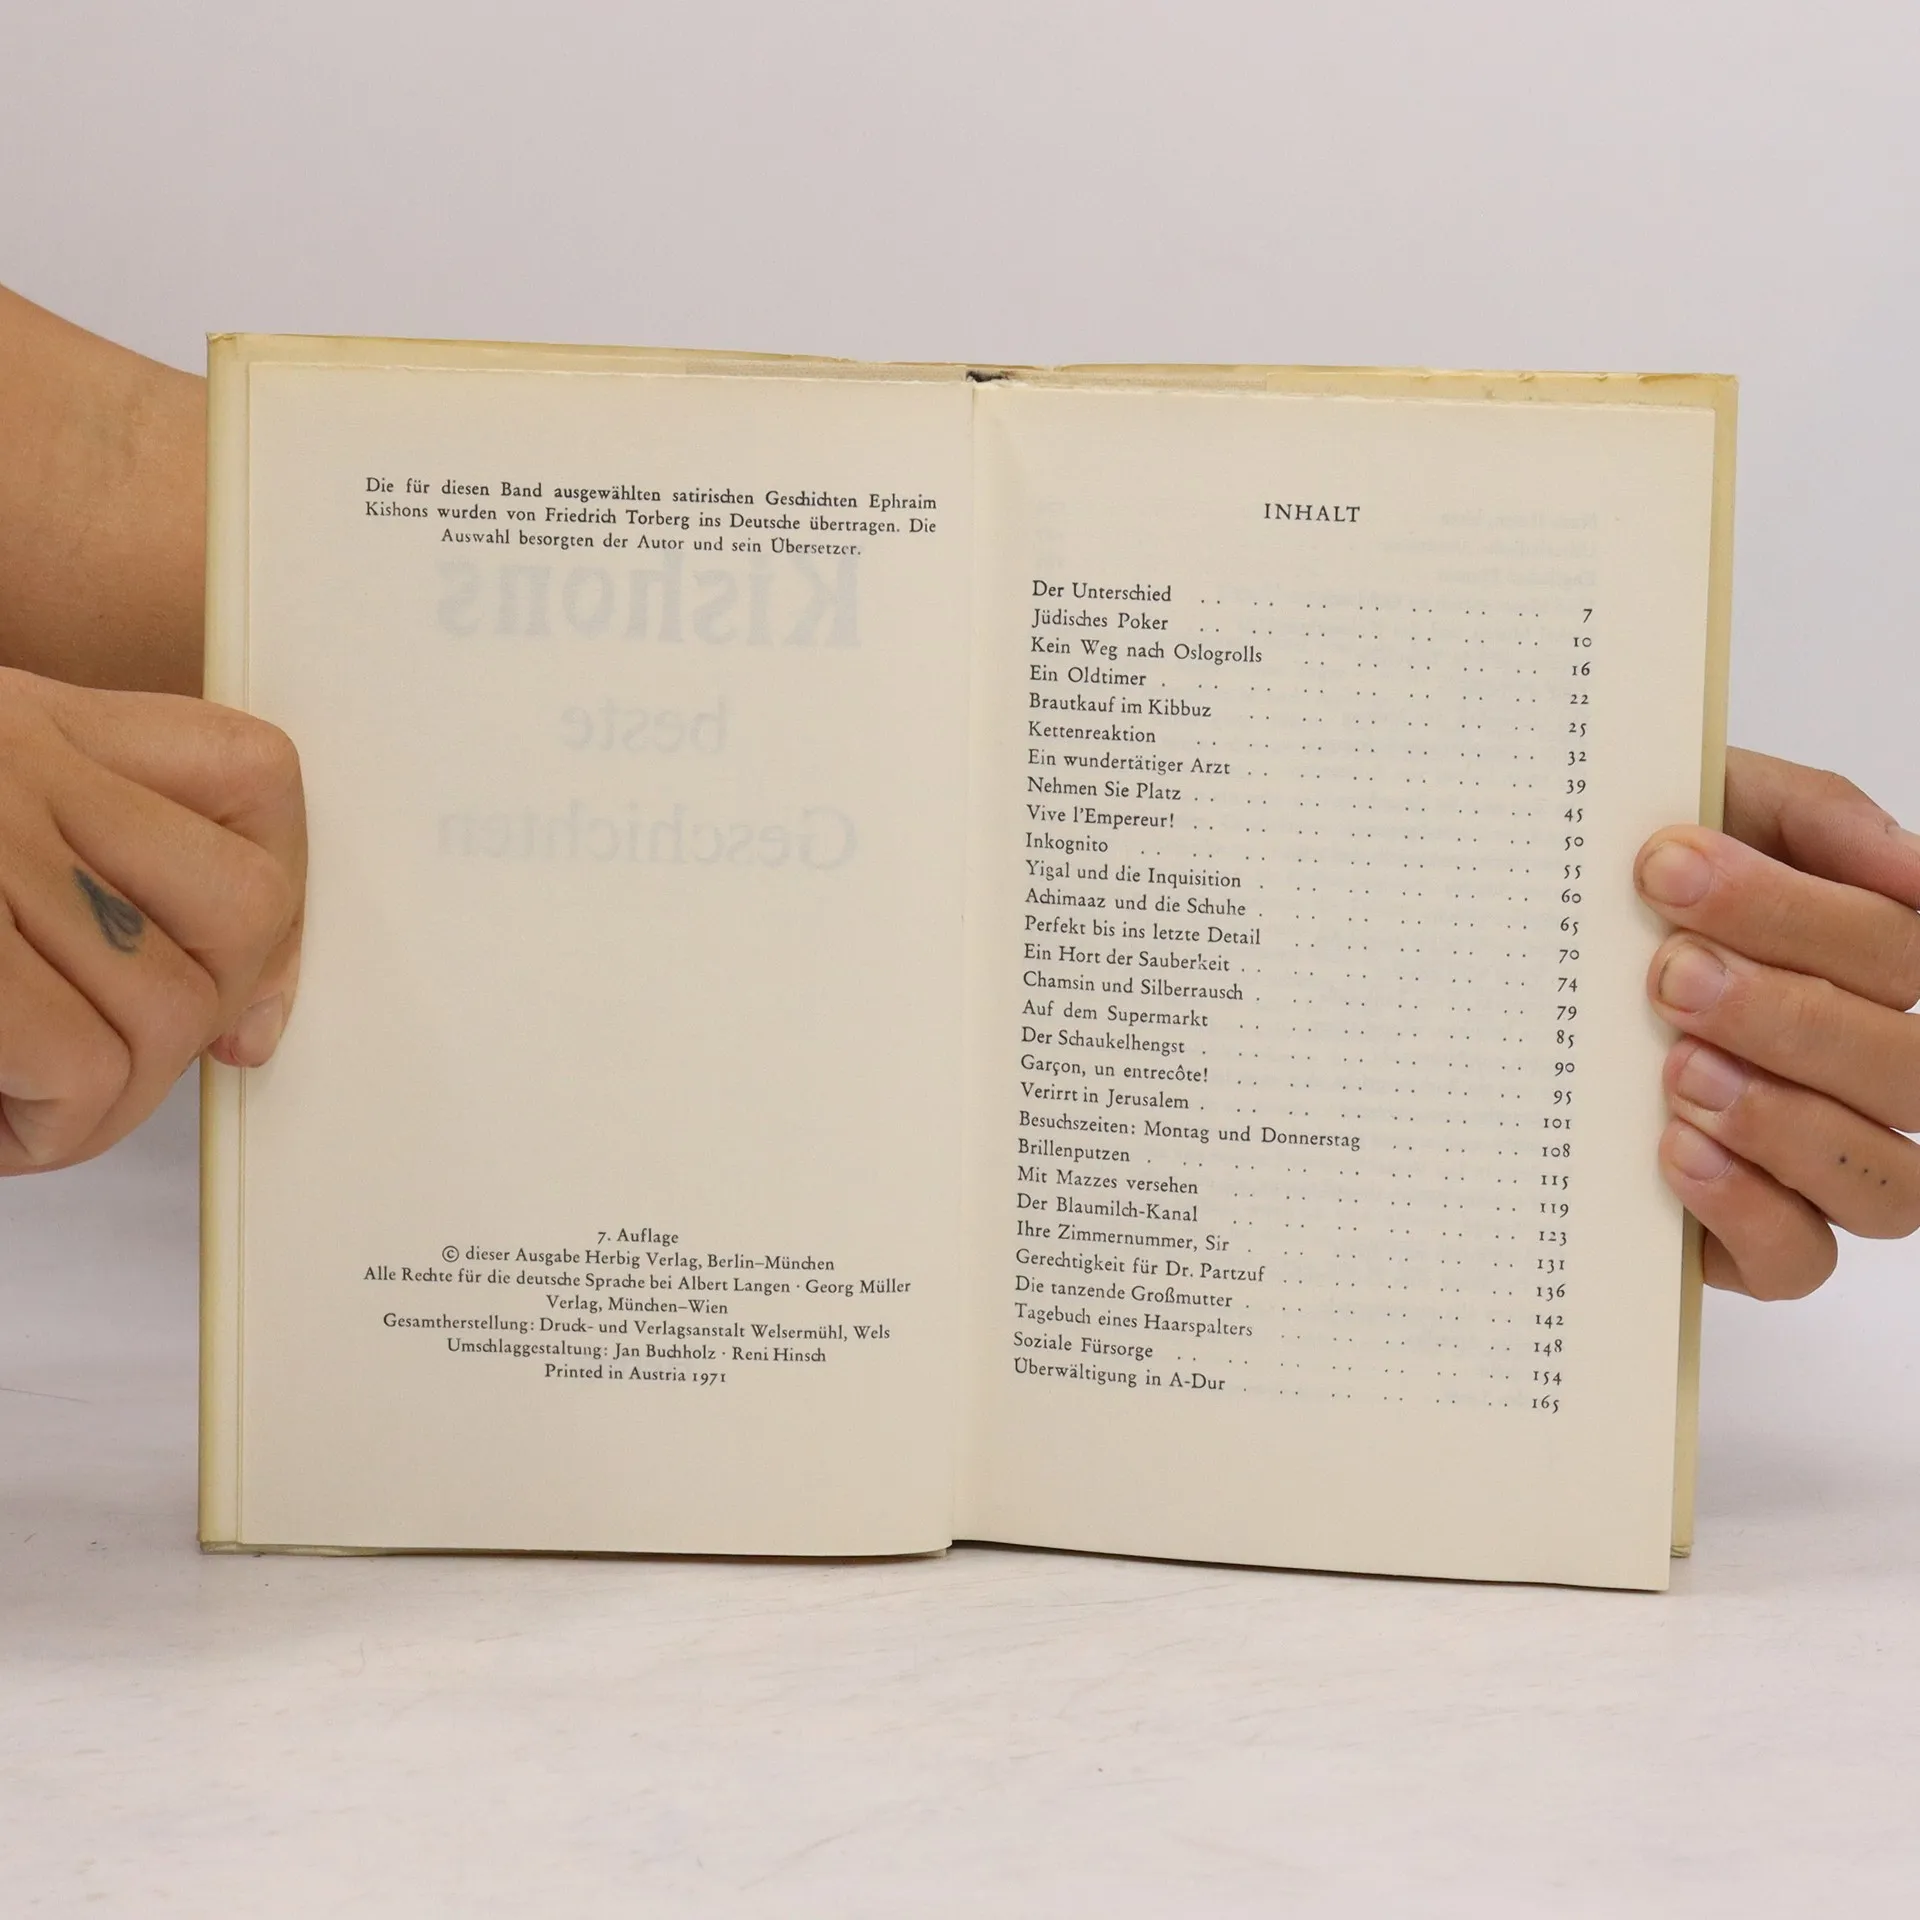 Die für diesen Band ausgewählten satirischen Geschichten Ephraim
Kishons wurden von Friedrich Torberg ins Deutsche übertragen. Die
Auswahl besorgten der Autor und sein Übersetzer.
Kishons
beste
Geschichten
7. Auflage
© dieser Ausgabe Herbig Verlag, Berlin–München
Alle Rechte für die deutsche Sprache bei Albert Langen · Georg Müller
Verlag, München–Wien
Gesamtherstellung: Druck- und Verlagsanstalt Welsermühl, Wels
Umschlaggestaltung: Jan Buchholz · Reni Hinsch
Printed in Austria 1971
INHALT
Der Unterschied . . . . . . . . . . . . . 7
Jüdisches Poker . . . . . . . . . . . . . 10
Kein Weg nach Oslogrolls . . . . . . . . . 16
Ein Oldtimer . . . . . . . . . . . . . . 22
Brautkauf im Kibbuz . . . . . . . . . . . 25
Kettenreaktion . . . . . . . . . . . . . 32
Ein wundertätiger Arzt . . . . . . . . . . 39
Nehmen Sie Platz . . . . . . . . . . . . 45
Vive l'Empereur! . . . . . . . . . . . . 50
Inkognito . . . . . . . . . . . . . . . 55
Yigal und die Inquisition . . . . . . . . . 60
Achimaaz und die Schuhe . . . . . . . . . 65
Perfekt bis ins letzte Detail . . . . . . . . 70
Ein Hort der Sauberkeit . . . . . . . . . . 74
Chamsin und Silberrausch . . . . . . . . . 79
Auf dem Supermarkt . . . . . . . . . . . 85
Der Schaukelhengst . . . . . . . . . . . 90
Garçon, un entrecôte! . . . . . . . . . . 95
Verirrt in Jerusalem . . . . . . . . . . . 101
Besuchszeiten: Montag und Donnerstag . . . . . 108
Brillenputzen . . . . . . . . . . . . . . 115
Mit Mazzes versehen . . . . . . . . . . . 119
Der Blaumilch-Kanal . . . . . . . . . . . 123
Ihre Zimmernummer, Sir . . . . . . . . . . 131
Gerechtigkeit für Dr. Partzuf . . . . . . . . 136
Die tanzende Großmutter . . . . . . . . . 142
Tagebuch eines Haarspalters . . . . . . . . 148
Soziale Fürsorge . . . . . . . . . . . . 154
Überwältigung in A-Dur . . . . . . . . . . 165